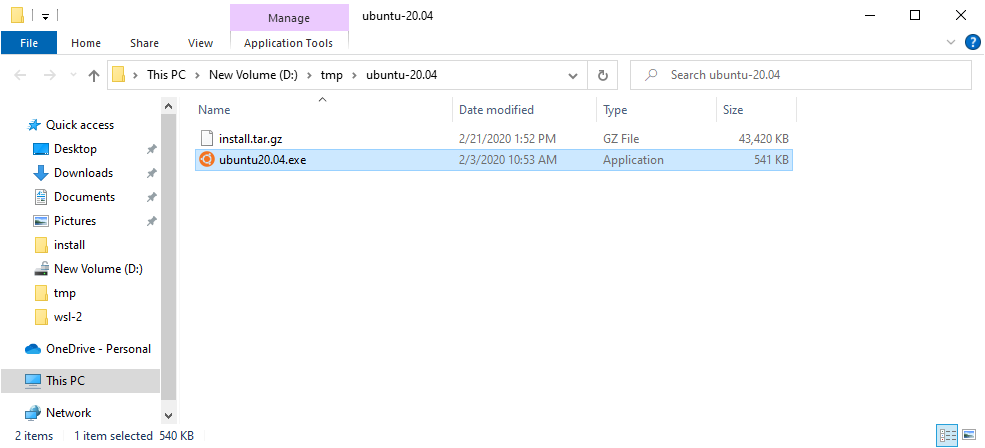 Manage ubuntu-20.04
File Home Share View Application Tools
This PC New Volume (D:) tmp ubuntu-20.04 Search ubuntu-20.04
Name Date modified Type Size
install.tar.gz 2/21/2020 1:52 PM GZ File 43,420 KB
ubuntu20.04.exe 2/3/2020 10:53 AM Application 541 KB
Quick access
Desktop
Downloads
Documents
Pictures
install
New Volume (D:)
tmp
wsl-2
OneDrive - Personal
This PC
Network
2 items 1 item selected 540 KB